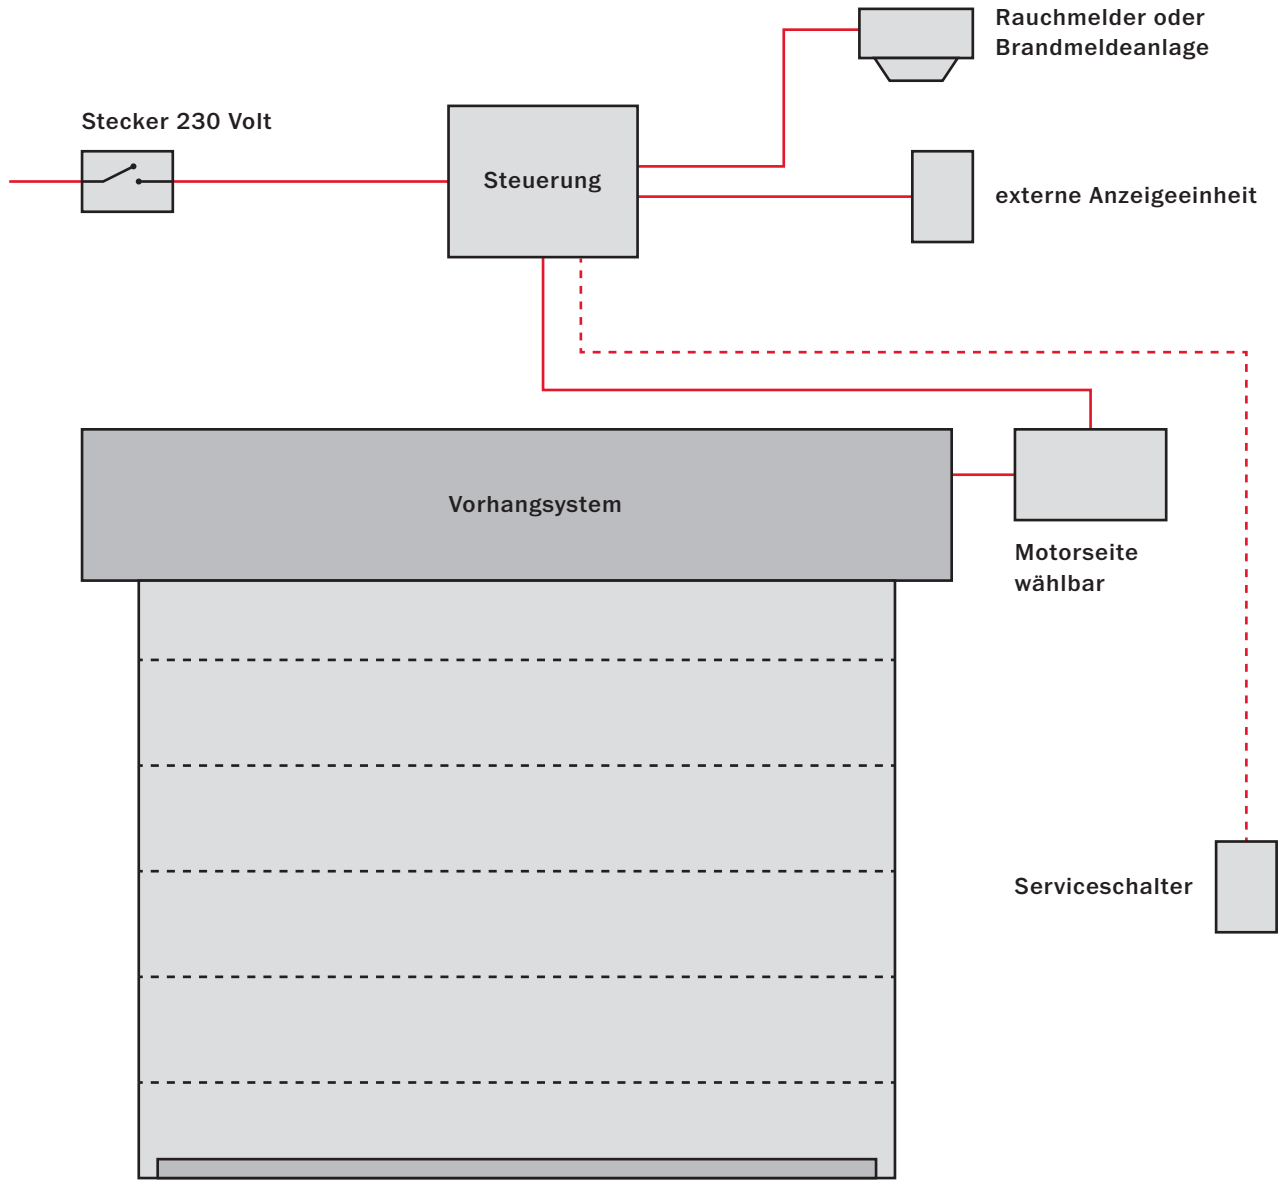 Rauchmelder oder
Brandmeldeanlage
Stecker 230 Volt
Steuerung
externe Anzeigeeinheit
Vorhangsystem
Motorseite
wählbar
Serviceschalter